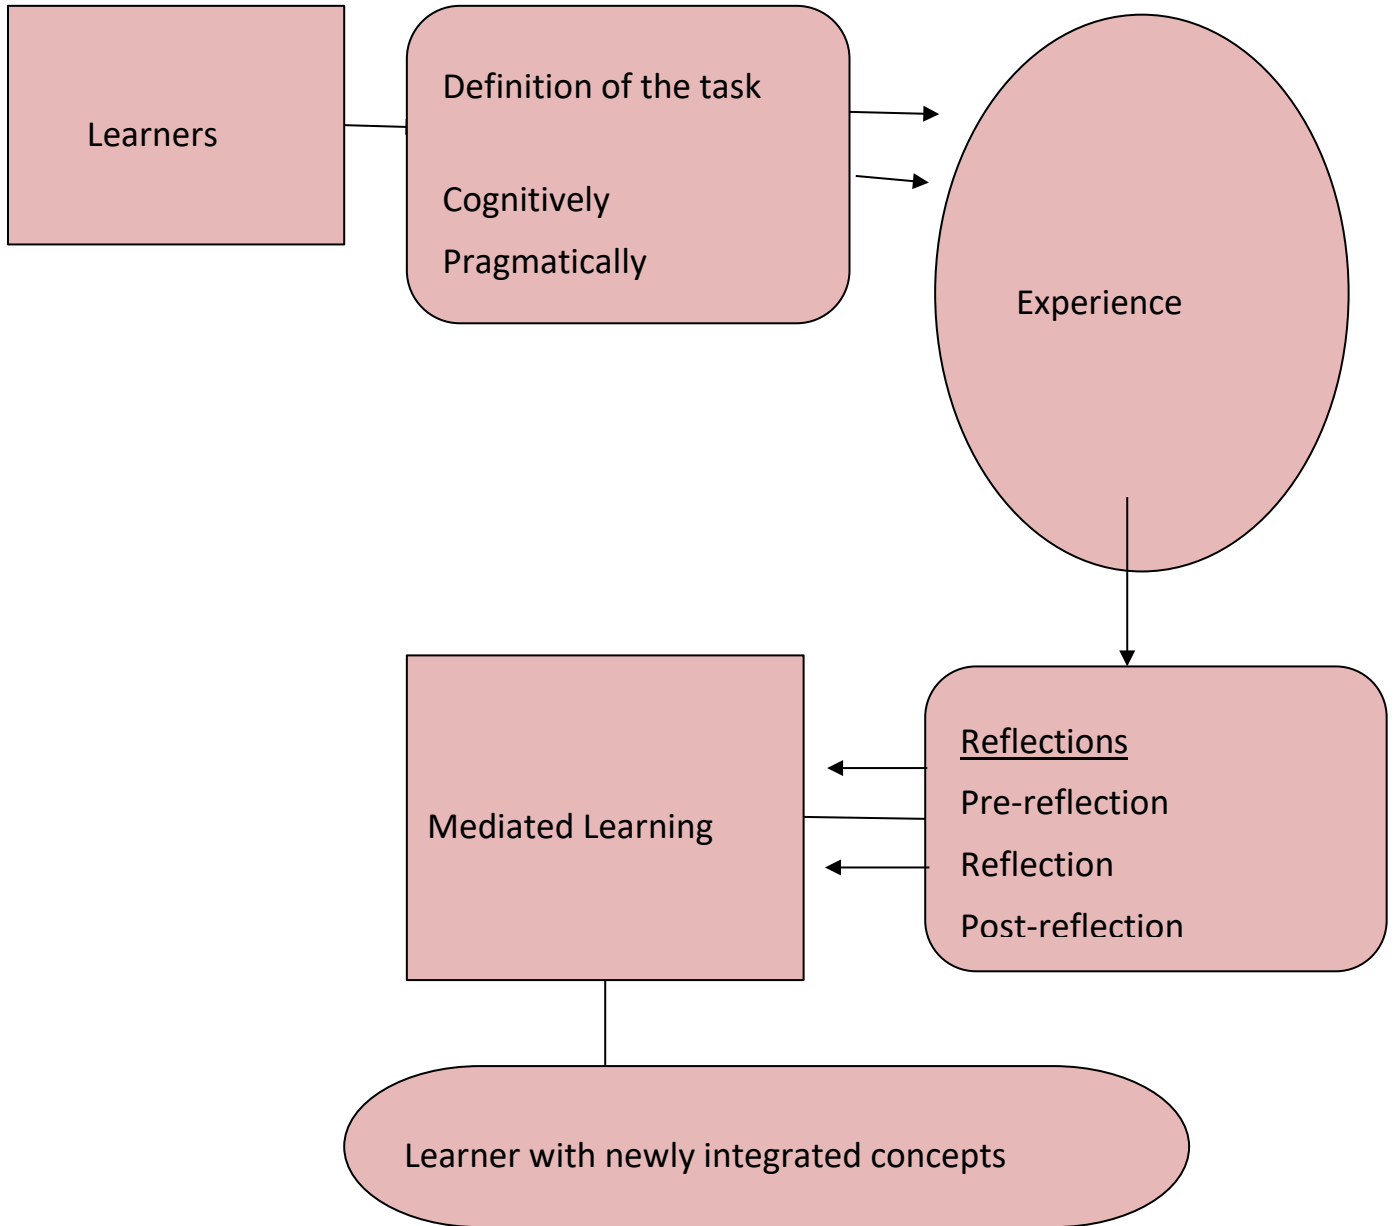 Learners
Definition of the task
Cognitively
Pragmatically
Experience
Reflections
Pre-reflection
Reflection
Post-reflection
Mediated Learning
Learner with newly integrated concepts